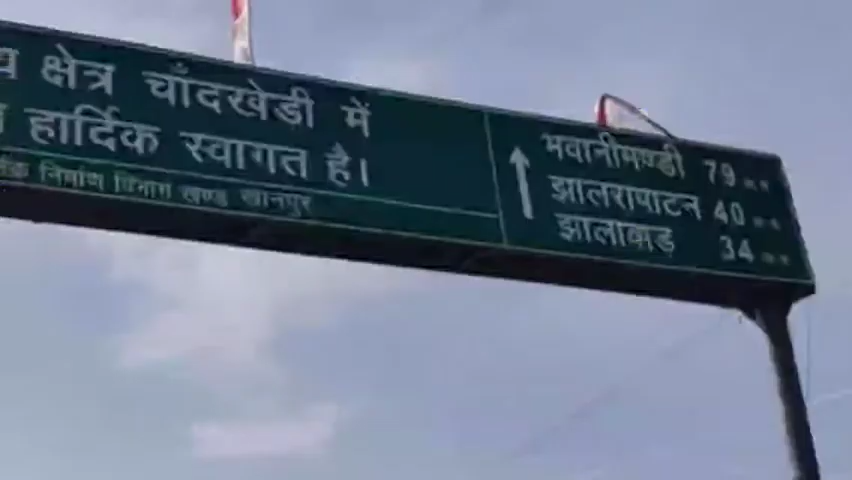 क्षेत्र चाँदखेडी में
हार्दिक स्वागत है।
निर्माण विभाग खण्ड खानपुर
भवानीमण्डी 79
झालरापाटन 40
झालावाड 34